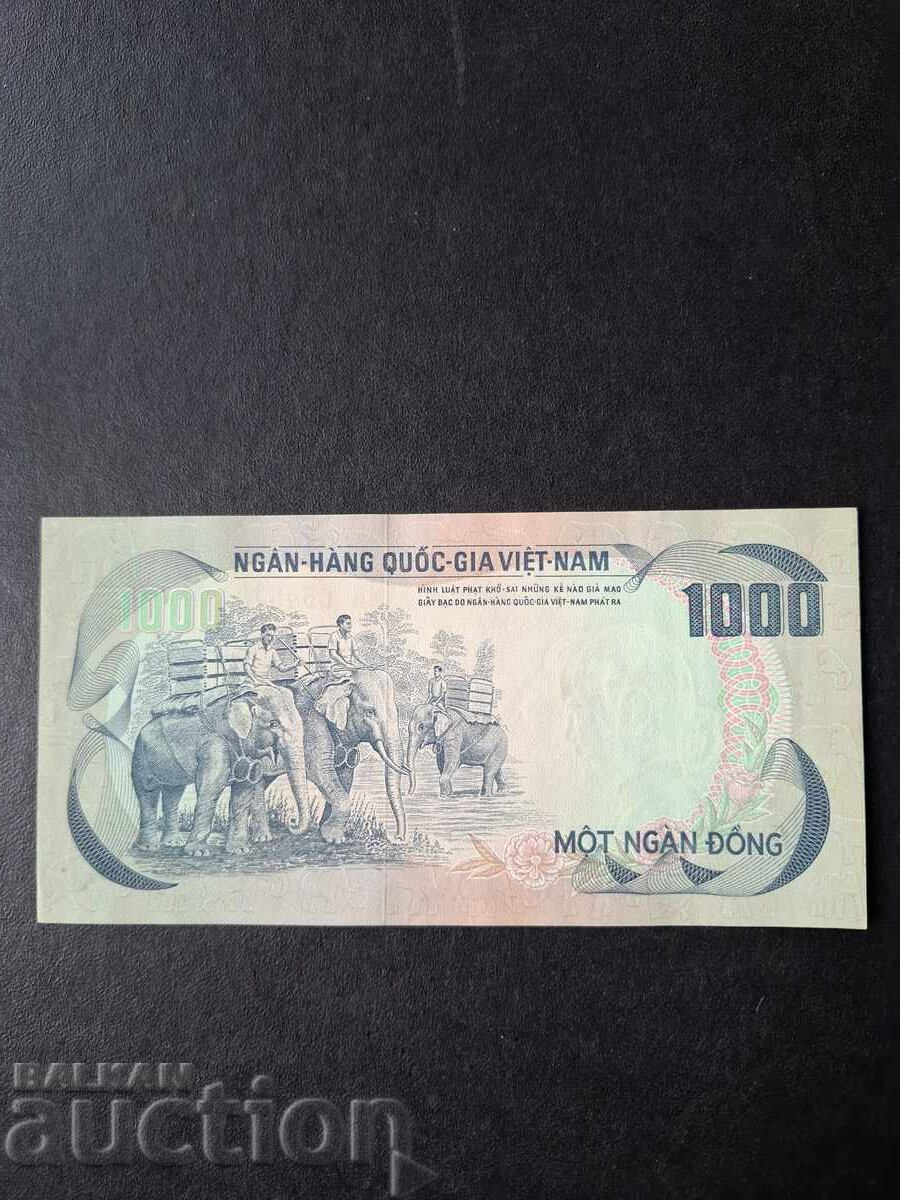 NGÂN-HÀNG QUỐC-GIA VIỆT-NAM
HÌNH LUẬT PHẠT KHỔ-SAI NHỮNG KẺ NÀO GIẢ MẠO
GIẤY BẠC DO NGÂN-HÀNG QUỐC-GIA VIỆT-NAM PHÁT RA
1000
1000
MỘT NGÀN ĐỒNG
BALKAN
auction